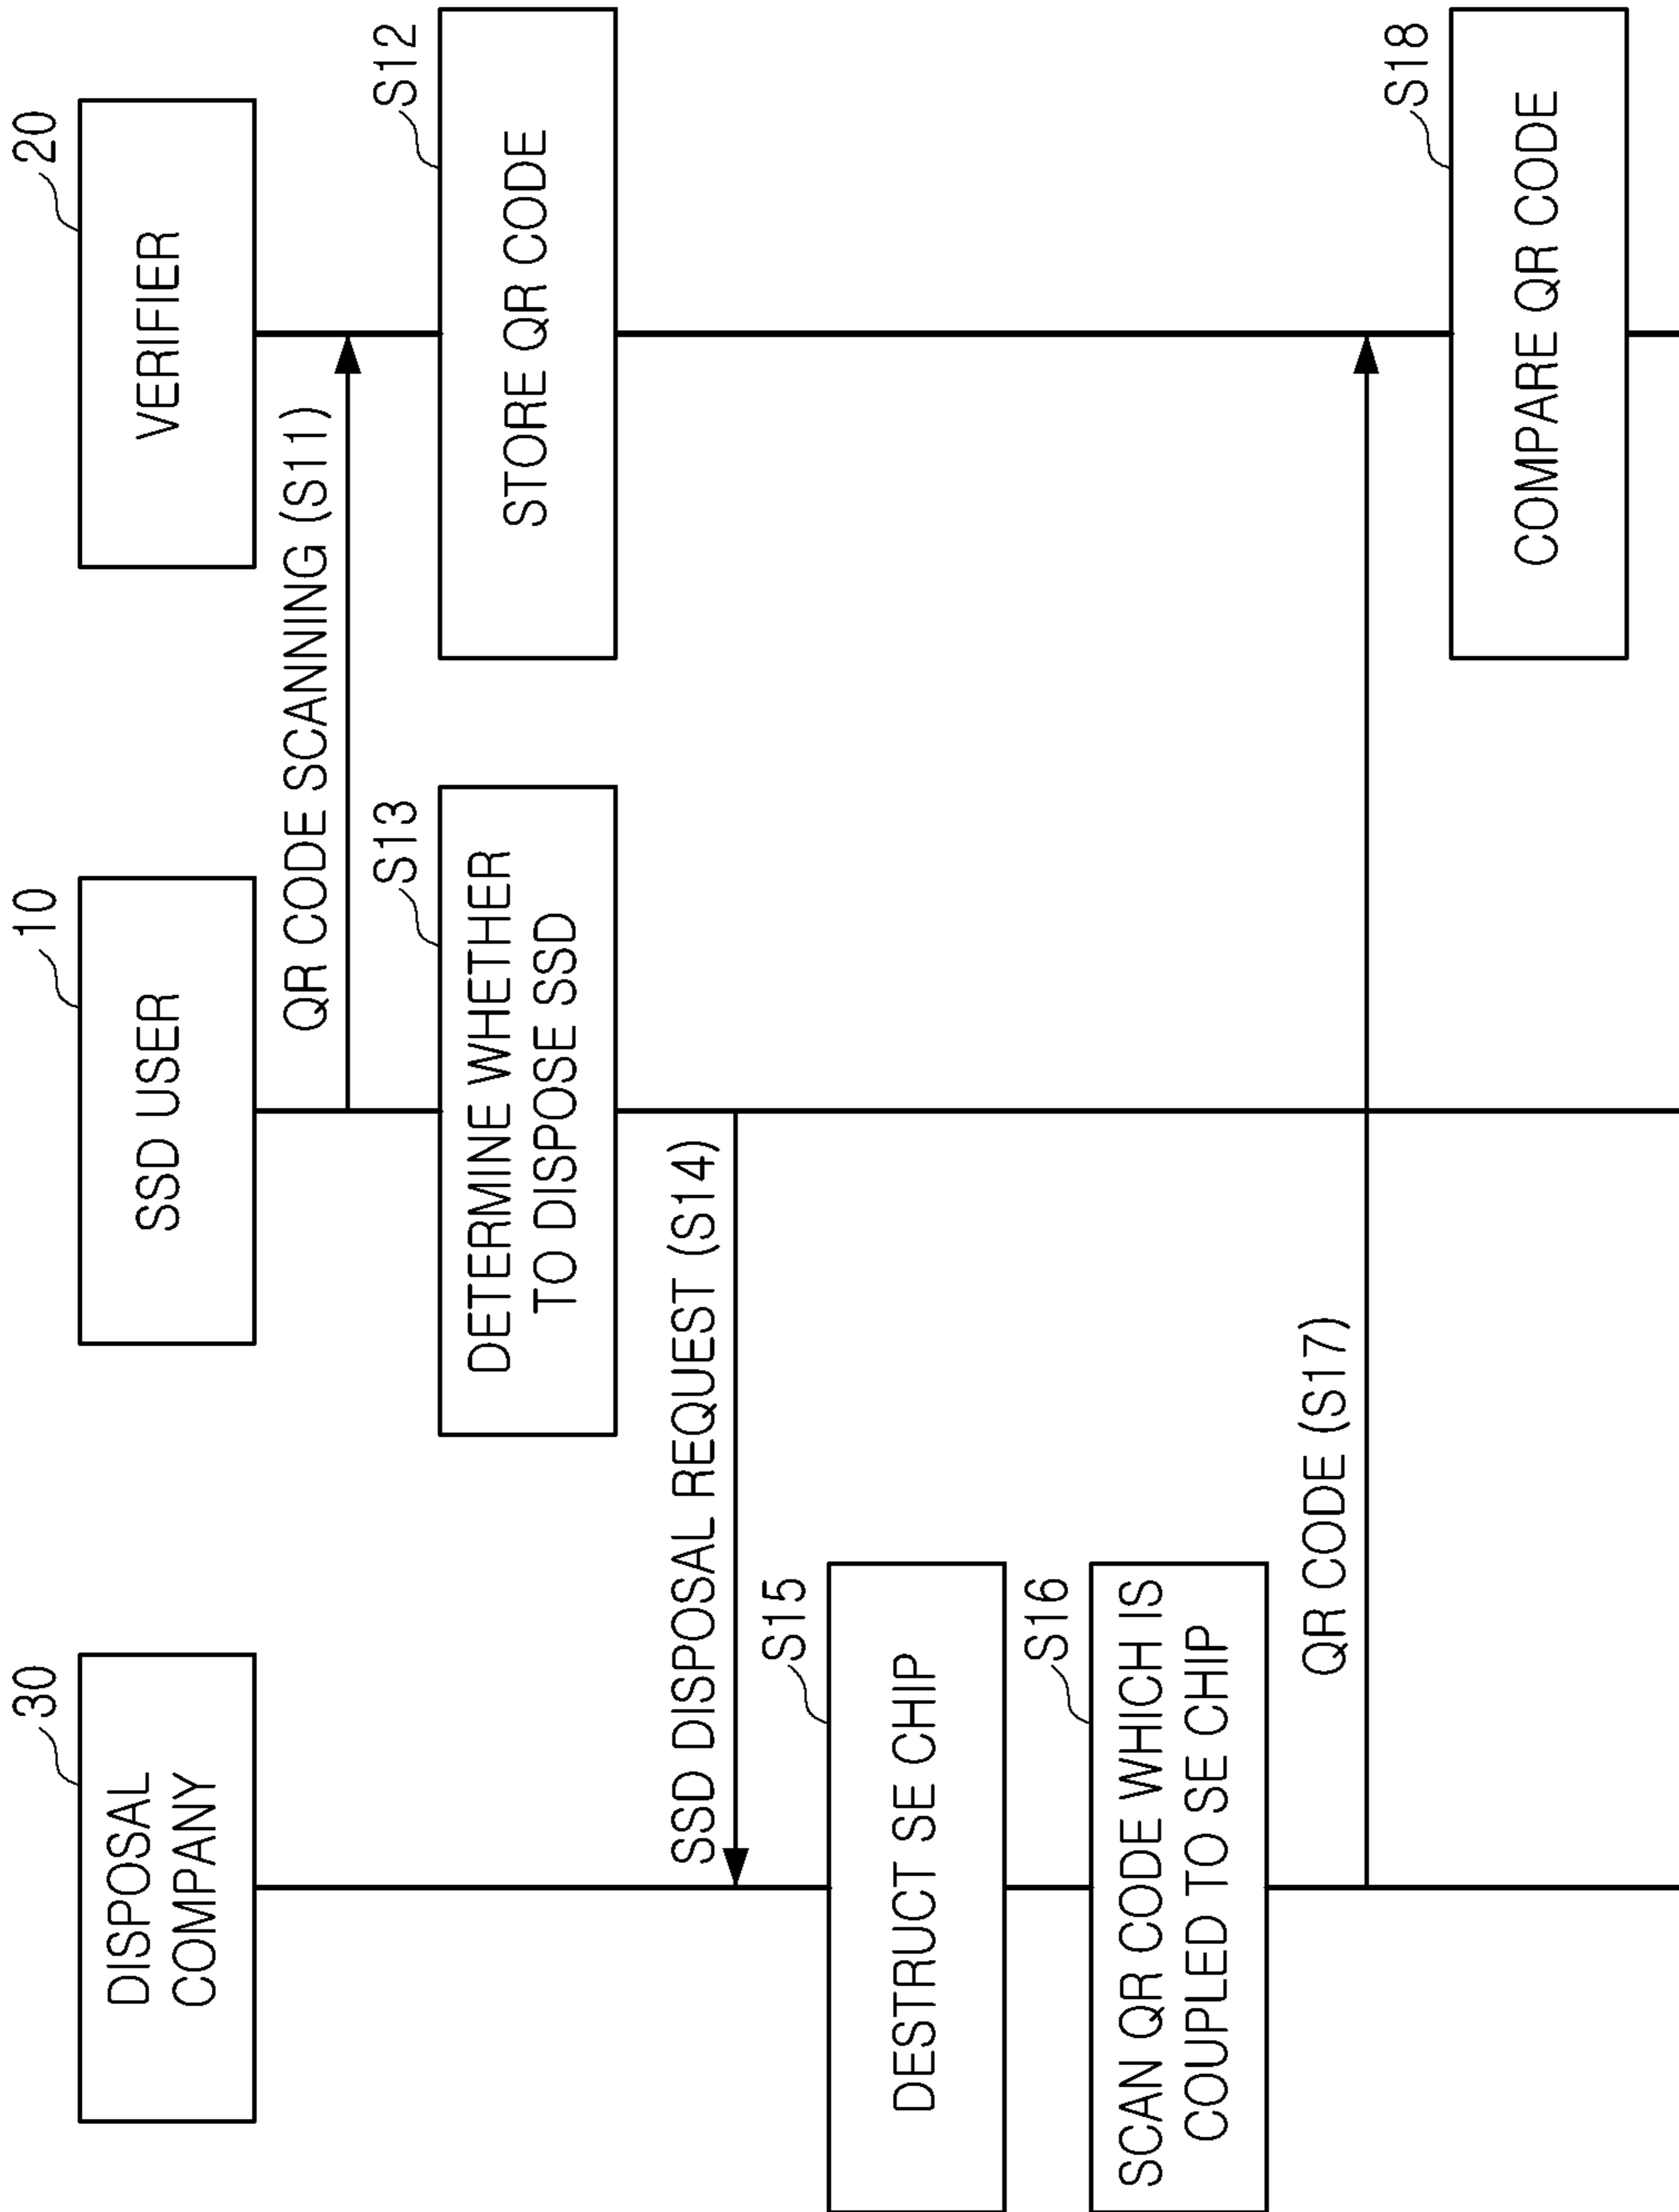 30
DISPOSAL
COMPANY
10
SSD USER
20
VERIFIER
QR CODE SCANNING (S11)
S13
DETERMINE WHETHER
TO DISPOSE SSD
S12
STORE QR CODE
SSD DISPOSAL REQUEST (S14)
S15
DESTRUCT SE CHIP
S16
SCAN QR CODE WHICH IS
COUPLED TO SE CHIP
QR CODE (S17)
S18
COMPARE QR CODE